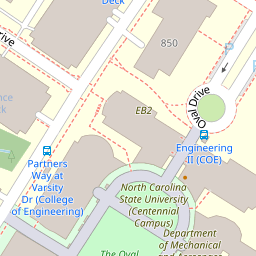 Deck
Drive
850
Oval Drive
EB2
Engineering
II (COE)
Partners
Way at
Varsity
Dr (College
of Engineering)
North Carolina
State University
(Centennial
Campus)
The Oval
Department of
Mechanical